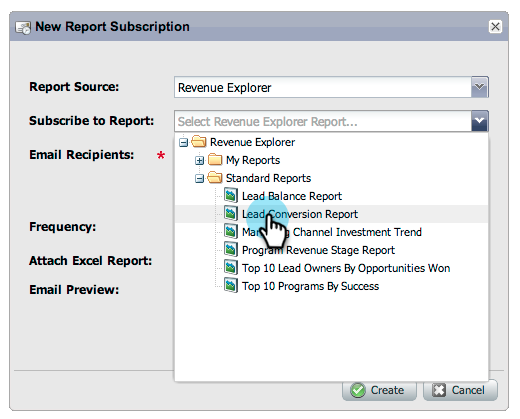 New Report Subscription
Report Source:
Revenue Explorer
Subscribe to Report:
Select Revenue Explorer Report...
Email Recipients: *
Revenue Explorer
My Reports
Standard Reports
Lead Balance Report
Lead Conversion Report
Channel Investment Trend
Program Revenue Stage Report
Top 10 Lead Owners By Opportunities Won
Top 10 Programs By Success
Frequency:
Attach Excel Report:
Email Preview:
Create
Cancel